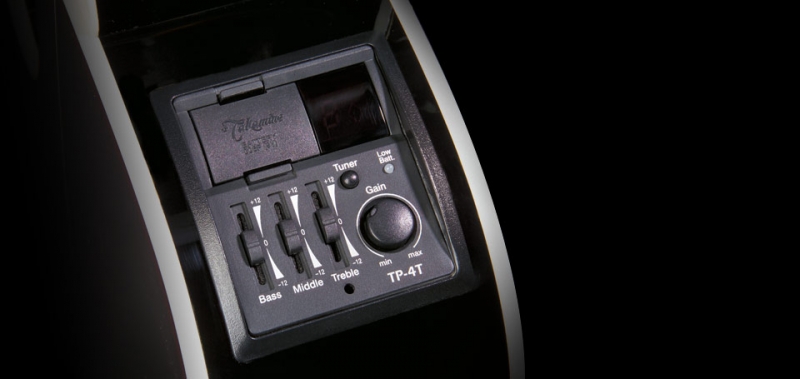 Takamine
Tuner
Low
Batt.
+12
+12
+12
Gain
0
0
0
-12
-12
-12
min
max
Bass
Middle
Treble
TP-4T